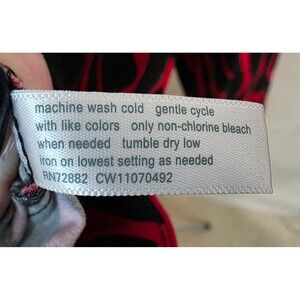 machine wash cold gentle cycle
with like colors only non-chlorine bleach
when needed tumble dry low
iron on lowest setting as needed
RN72882 CW11070492